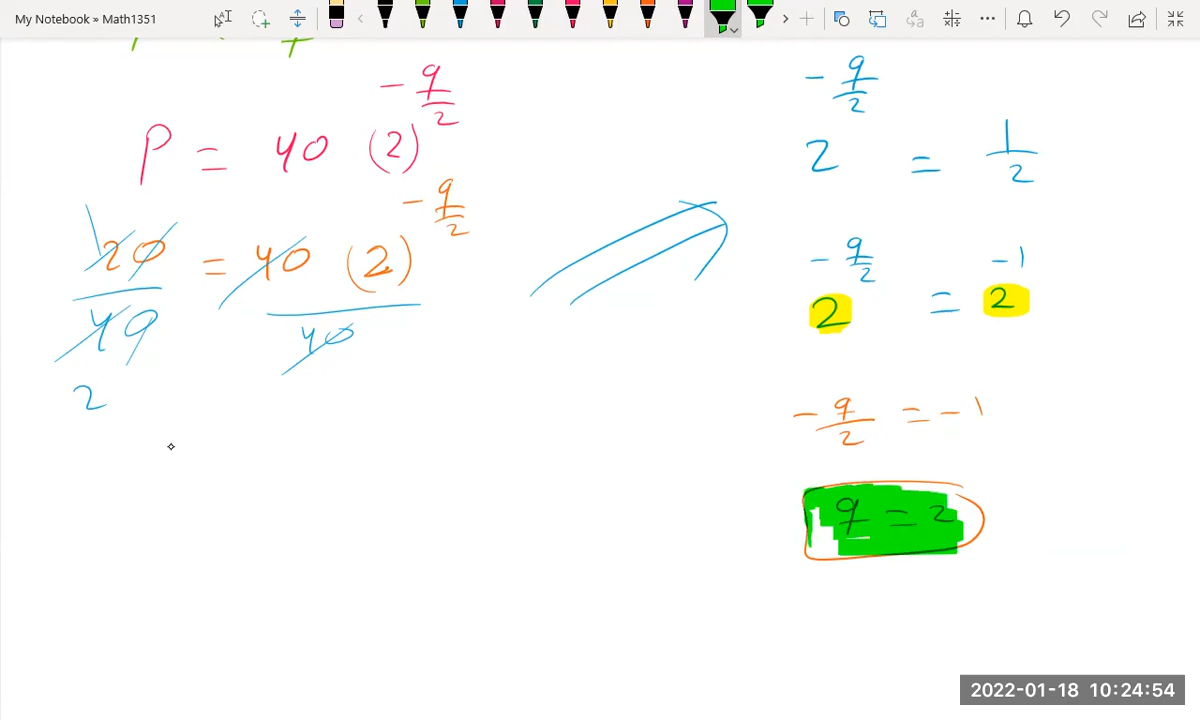 My Notebook » Math1351
P = 40 (2)^{-q/2}
20/40 = 40 (2)^{-q/2} / 40
1
2
2^{-q/2} = 1/2
2^{-q/2} = 2^{-1}
-q/2 = -1
q = 2
2022-01-18 10:24:54